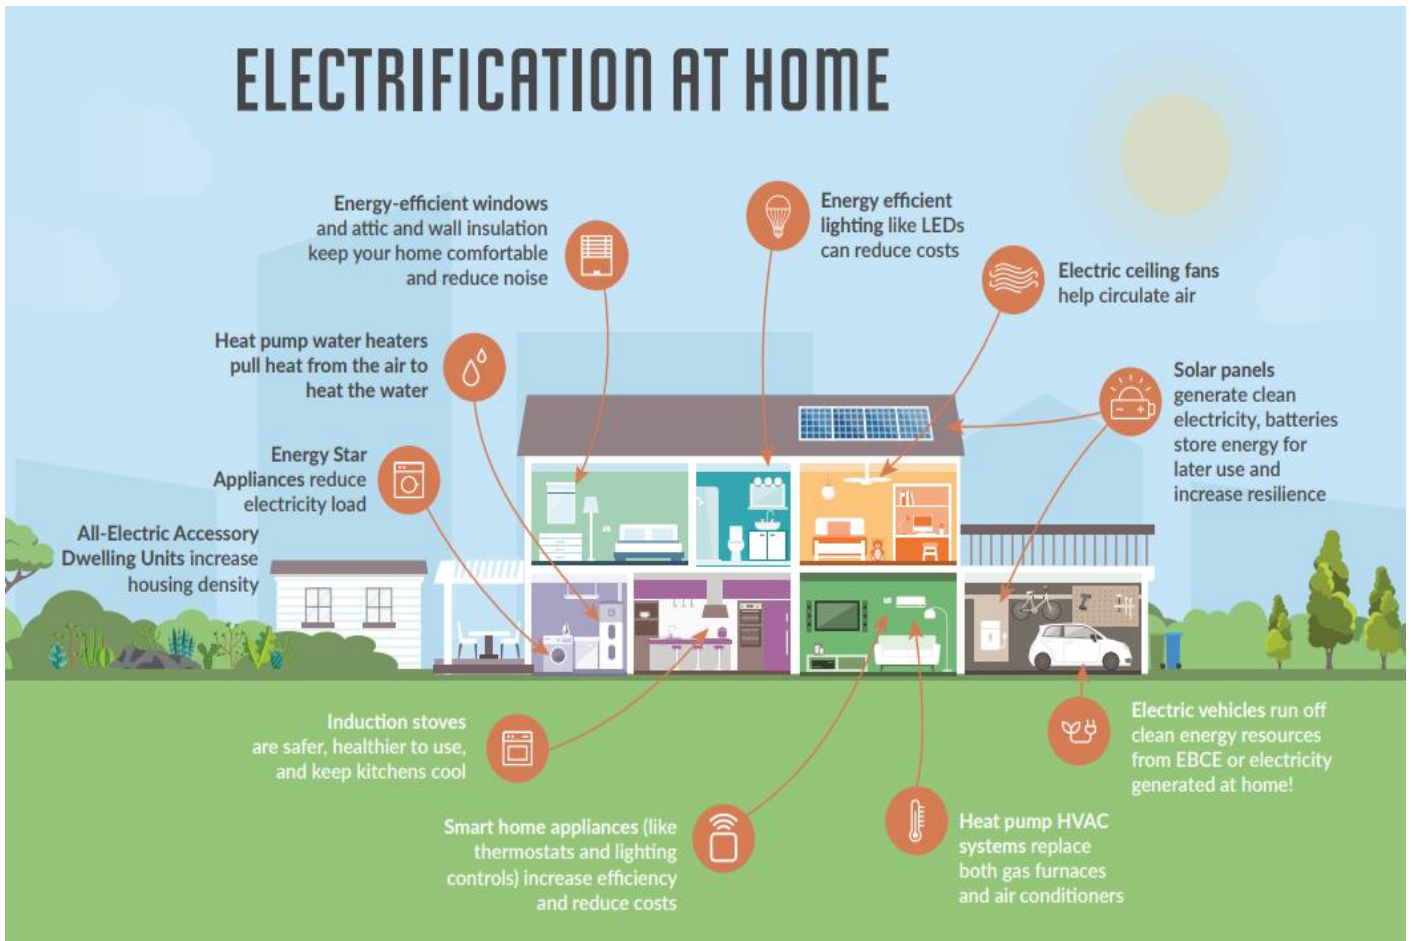 ELECTRIFICATION AT HOME
Energy-efficient windows
and attic and wall insulation
keep your home comfortable
and reduce noise
Energy efficient
lighting like LEDs
can reduce costs
Electric ceiling fans
help circulate air
Heat pump water heaters
pull heat from the air to
heat the water
Solar panels
generate clean
electricity, batteries
store energy for
later use and
increase resilience
Energy Star
Appliances reduce
electricity load
All-Electric Accessory
Dwelling Units increase
housing density
Induction stoves
are safer, healthier to use,
and keep kitchens cool
Electric vehicles run off
clean energy resources
from EBCE or electricity
generated at home!
Smart home appliances (like
thermostats and lighting
controls) increase efficiency
and reduce costs
Heat pump HVAC
systems replace
both gas furnaces
and air conditioners